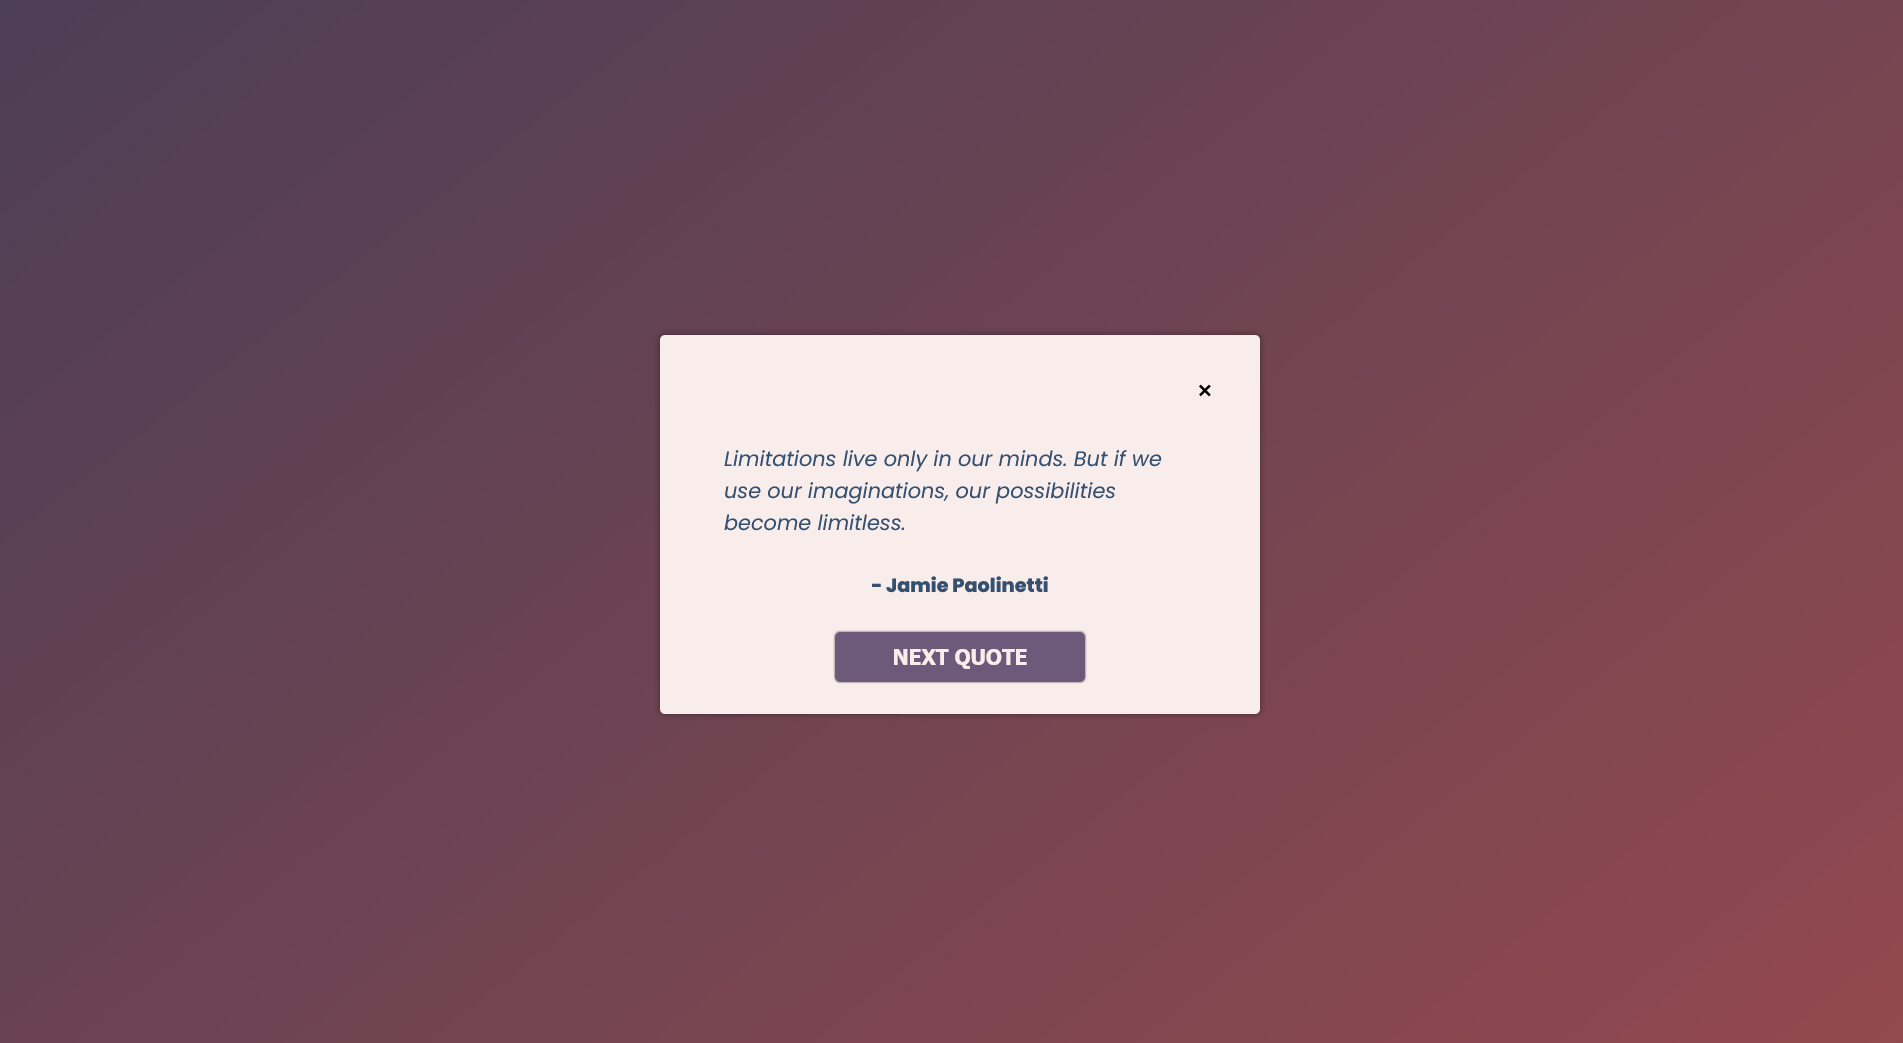 ×
Limitations live only in our minds. But if we
use our imaginations, our possibilities
become limitless.
- Jamie Paolinetti
NEXT QUOTE